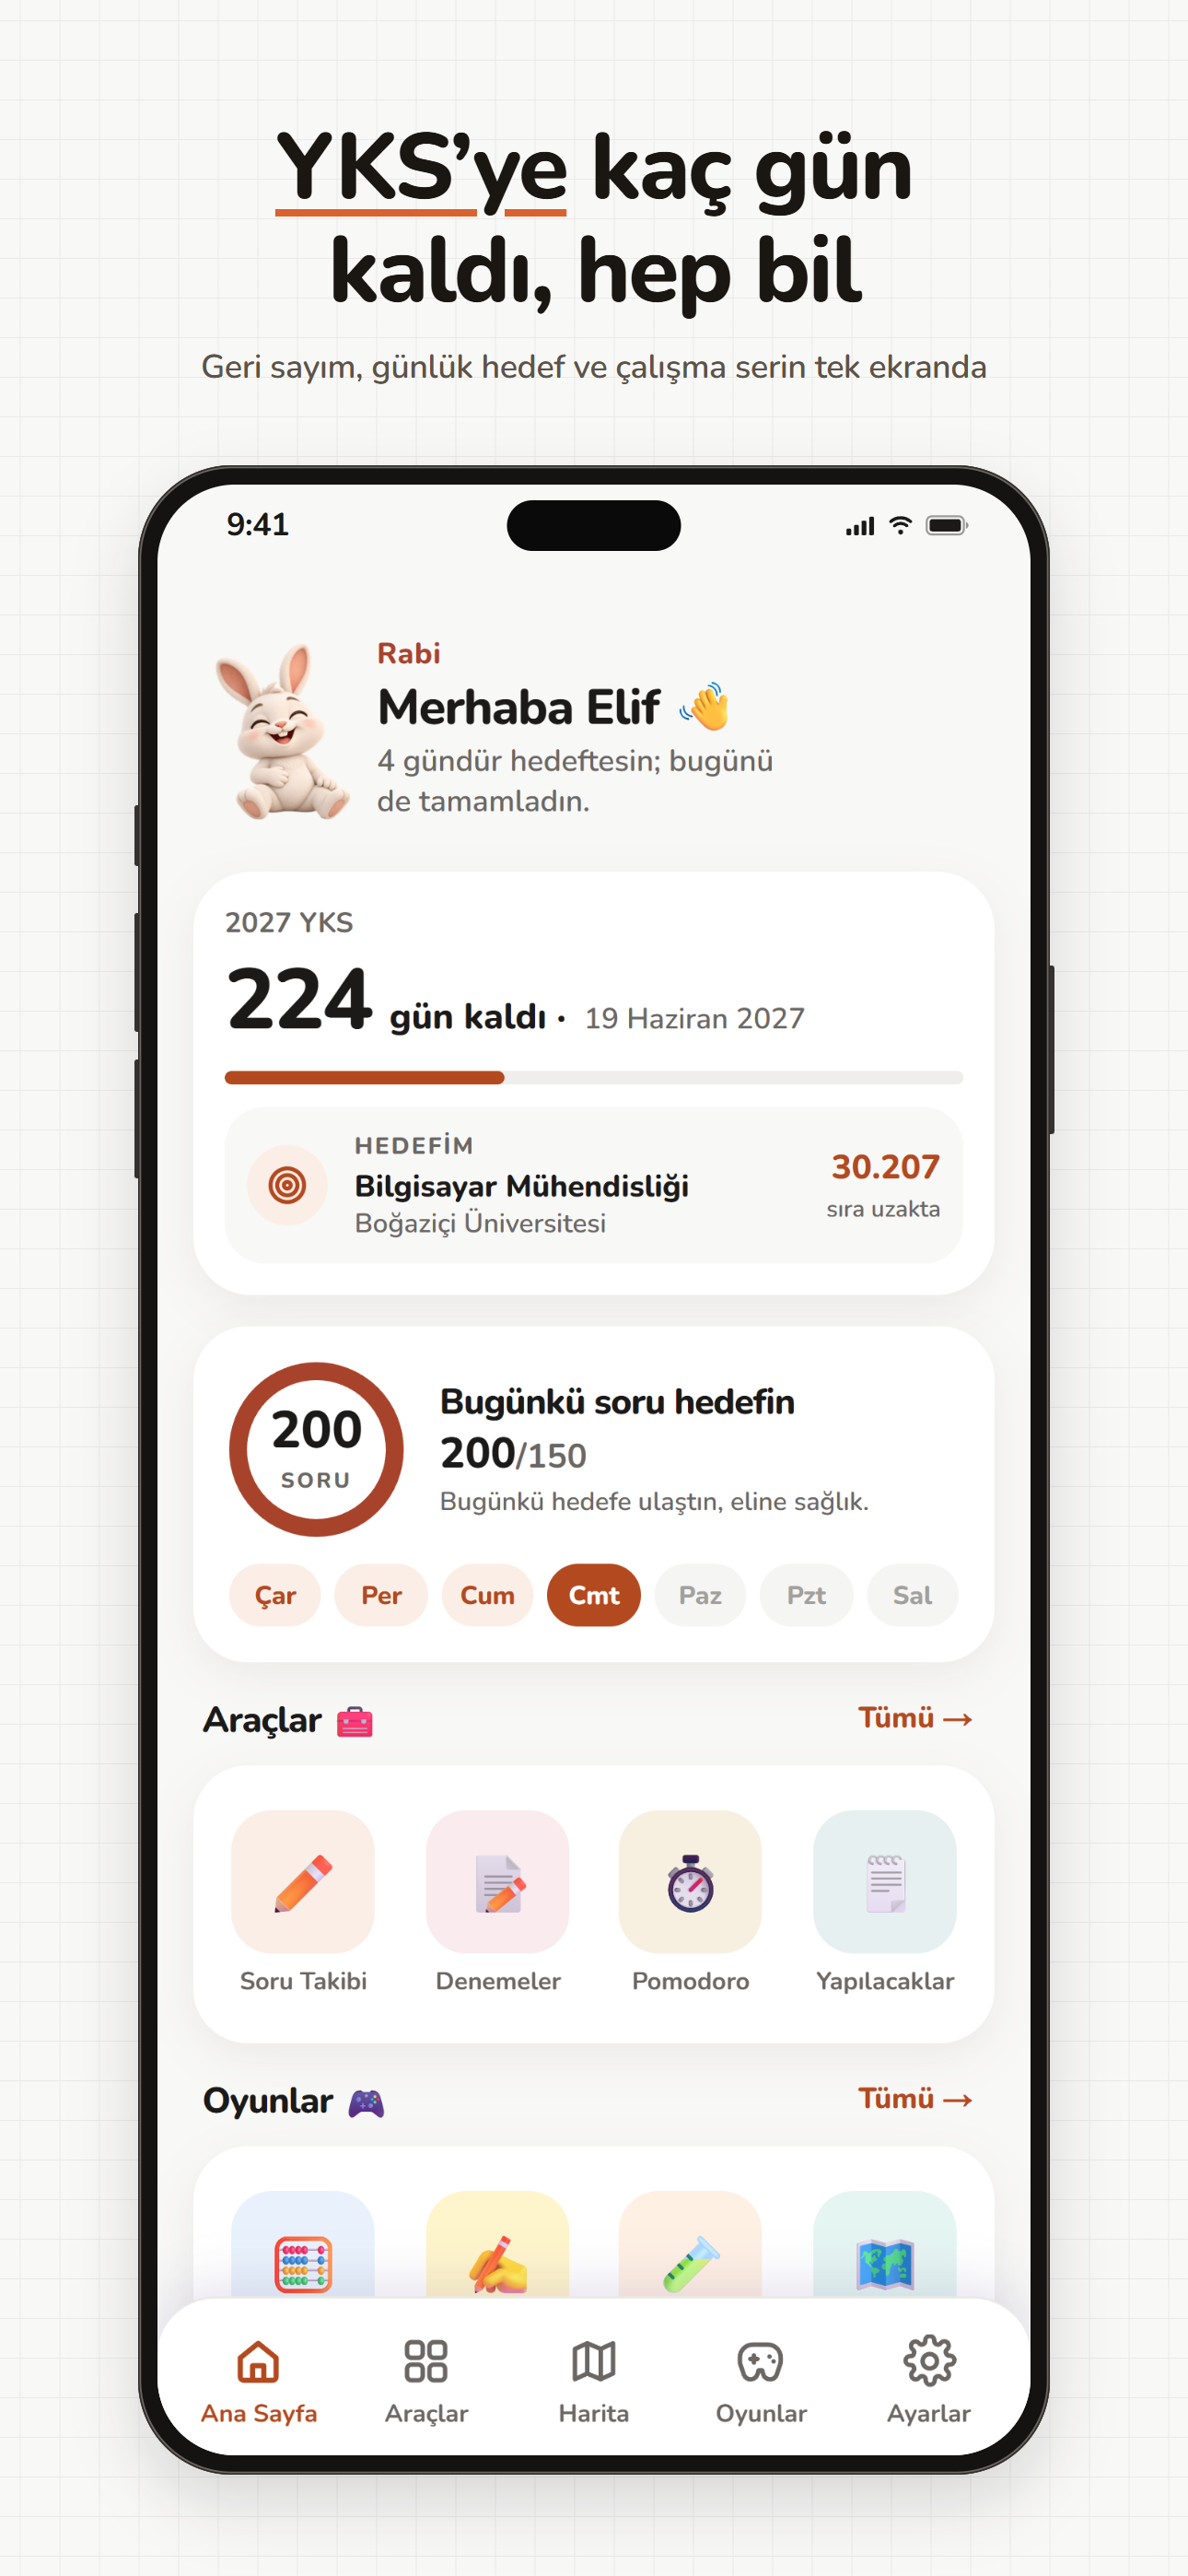 YKS’ye kaç gün
kaldı, hep bil
Geri sayım, günlük hedef ve çalışma serin tek ekranda
9:41
Rabi
Merhaba Elif 👋
4 gündür hedeftesin; bugünü
de tamamladın.
2027 YKS
224 gün kaldı · 19 Haziran 2027
HEDEFİM
Bilgisayar Mühendisliği
Boğaziçi Üniversitesi
30.207
sıra uzakta
200
SORU
Bugünkü soru hedefin
200/150
Bugünkü hedefe ulaştın, eline sağlık.
Çar Per Cum Cmt Paz Pzt Sal
Araçlar 🧰 Tümü →
Soru Takibi Denemeler Pomodoro Yapılacaklar
Oyunlar 🎮 Tümü →
Ana Sayfa Araçlar Harita Oyunlar Ayarlar